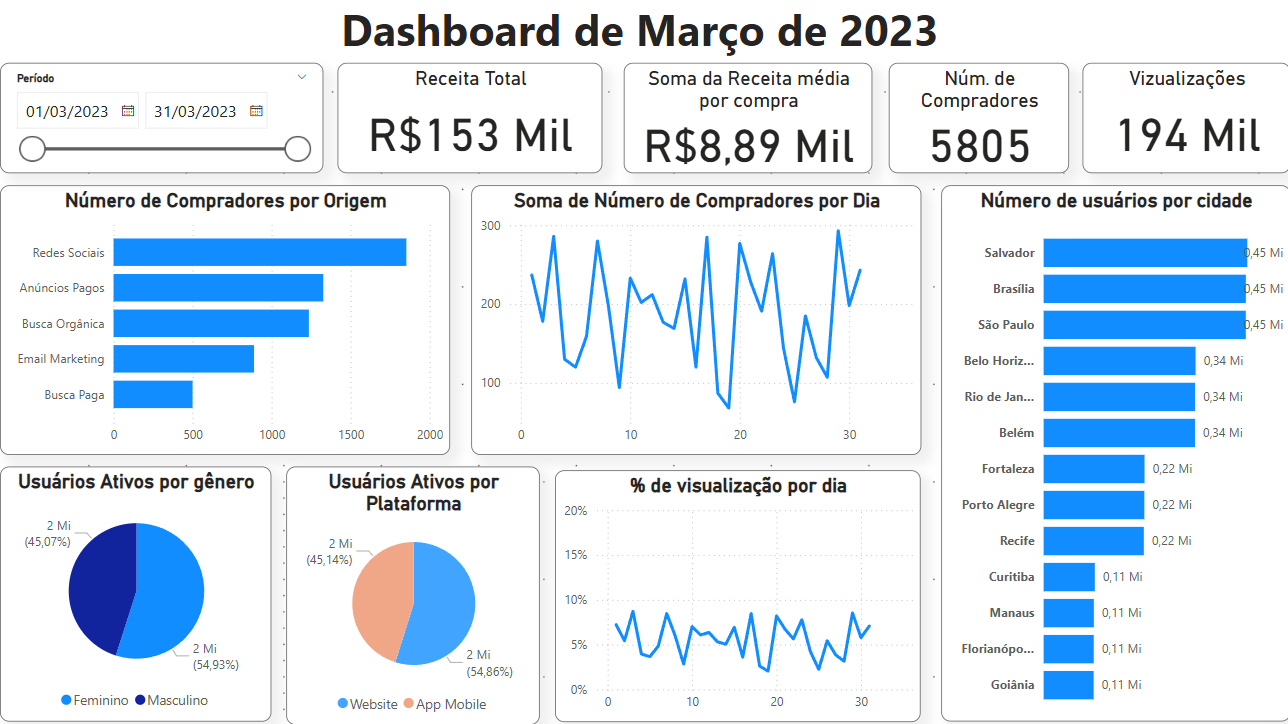 Dashboard de Março de 2023
Período
01/03/2023
31/03/2023
Receita Total
R$153 Mil
Soma da Receita média
por compra
R$8,89 Mil
Núm. de
Compradores
5805
Vizualizações
194 Mil
Número de Compradores por Origem
Redes Sociais
Anúncios Pagos
Busca Orgânica
Email Marketing
Busca Paga
0 500 1000 1500 2000
Soma de Número de Compradores por Dia
300
200
100
0 10 20 30
Número de usuários por cidade
Salvador 0,45 Mi
Brasília 0,45 Mi
São Paulo 0,45 Mi
Belo Horiz... 0,34 Mi
Rio de Jan... 0,34 Mi
Belém 0,34 Mi
Fortaleza 0,22 Mi
Porto Alegre 0,22 Mi
Recife 0,22 Mi
Curitiba 0,11 Mi
Manaus 0,11 Mi
Florianópo... 0,11 Mi
Goiânia 0,11 Mi
Usuários Ativos por gênero
2 Mi
(45,07%)
2 Mi
(54,93%)
Feminino Masculino
Usuários Ativos por
Plataforma
2 Mi
(45,14%)
2 Mi
(54,86%)
Website App Mobile
% de visualização por dia
20%
15%
10%
5%
0%
0 10 20 30